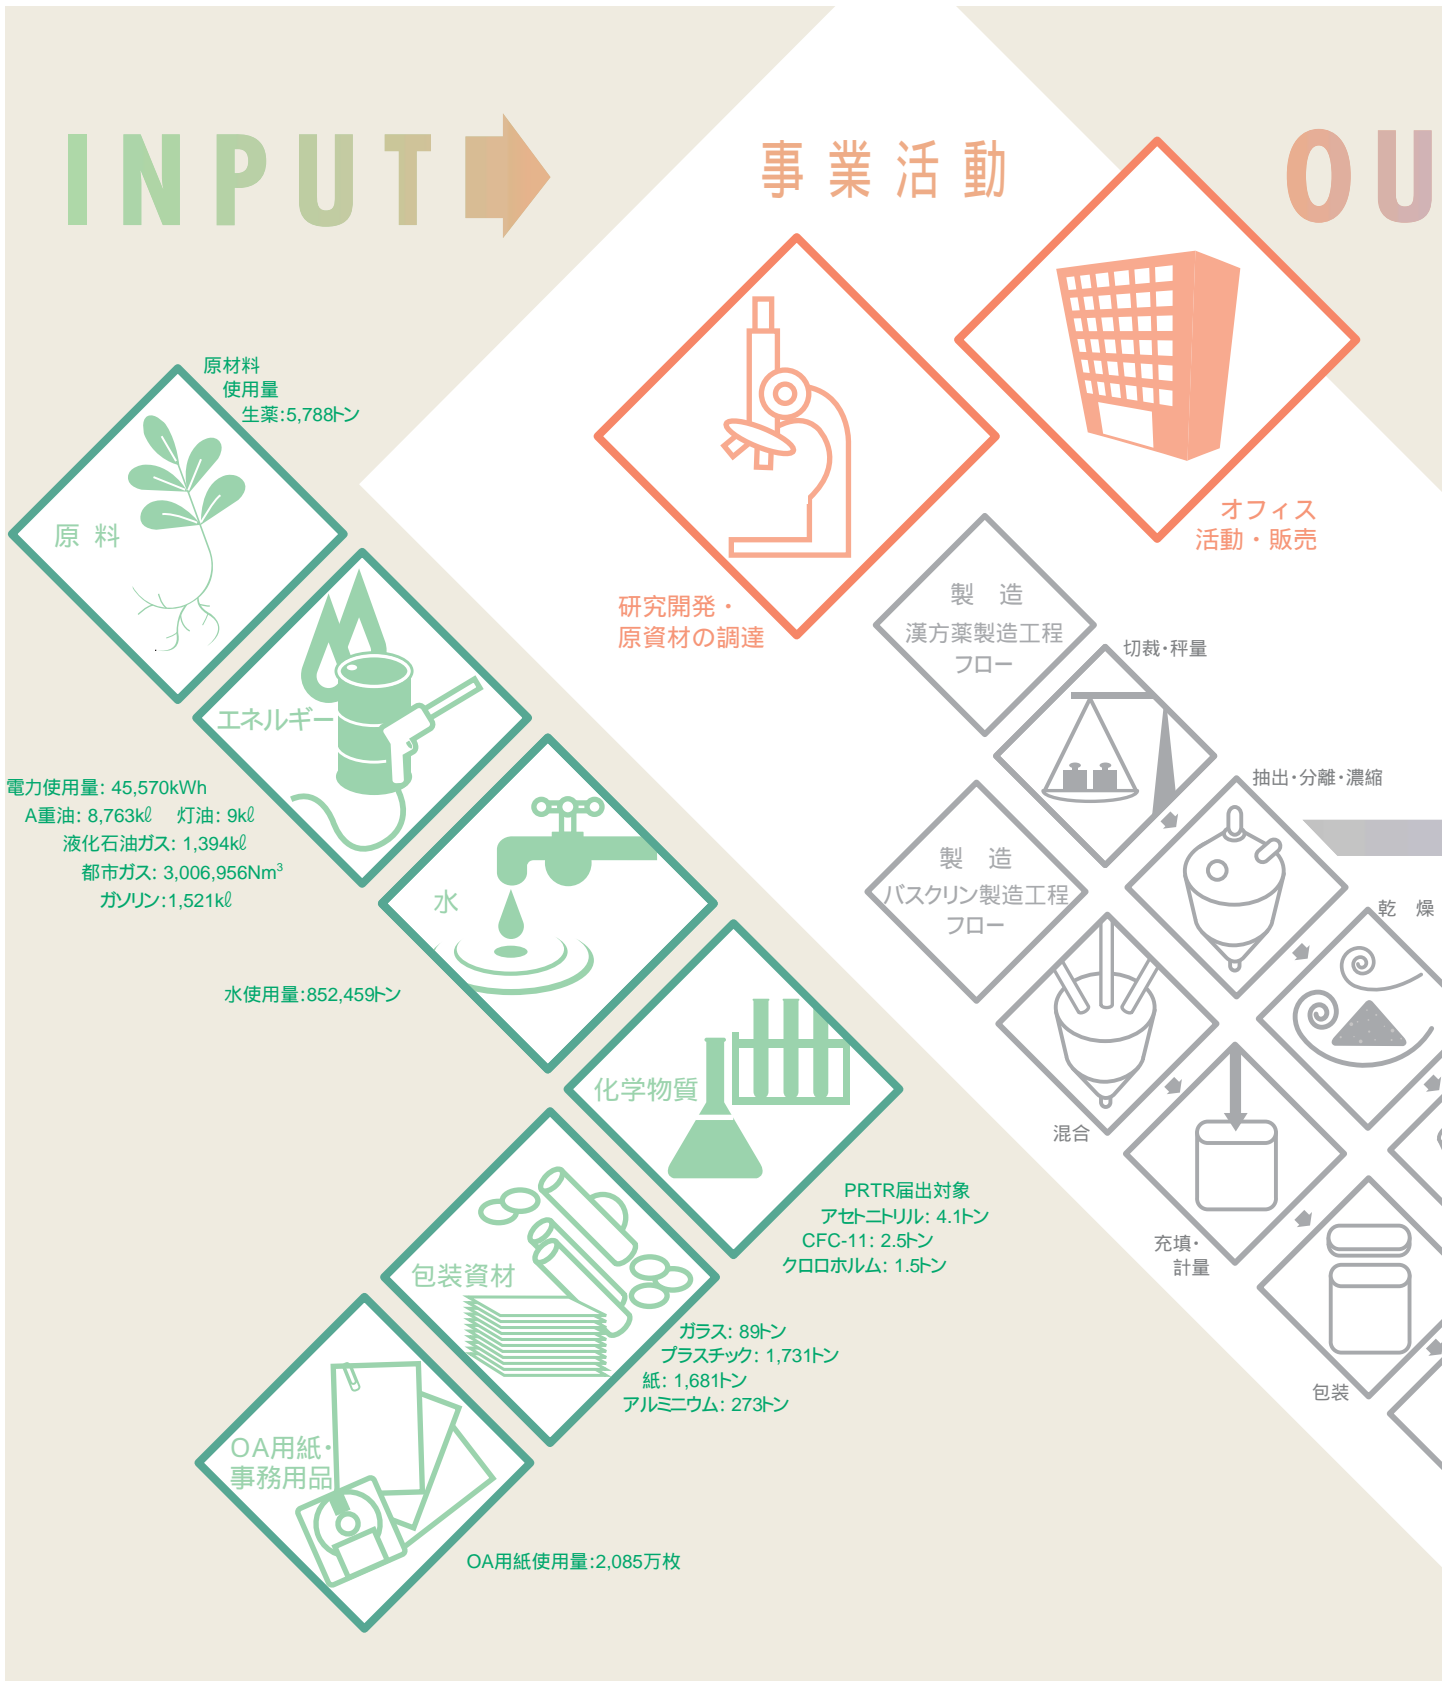 INPUT
事業活動
OU
原材料
使用量
生薬:5,788トン
原 料
エネルギー
電力使用量: 45,570kWh
A重油: 8,763kℓ 灯油: 9kℓ
液化石油ガス: 1,394kℓ
都市ガス: 3,006,956Nm³
ガソリン:1,521kℓ
水
水使用量:852,459トン
化学物質
PRTR届出対象
アセトニトリル: 4.1トン
CFC-11: 2.5トン
クロロホルム: 1.5トン
包装資材
ガラス: 89トン
プラスチック: 1,731トン
紙: 1,681トン
アルミニウム: 273トン
OA用紙・
事務用品
OA用紙使用量:2,085万枚
研究開発・
原資材の調達
オフィス
活動・販売
製 造
漢方薬製造工程
フロー
切裁・秤量
抽出・分離・濃縮
乾 燥
製 造
バスクリン製造工程
フロー
混合
充填・
計量
包装